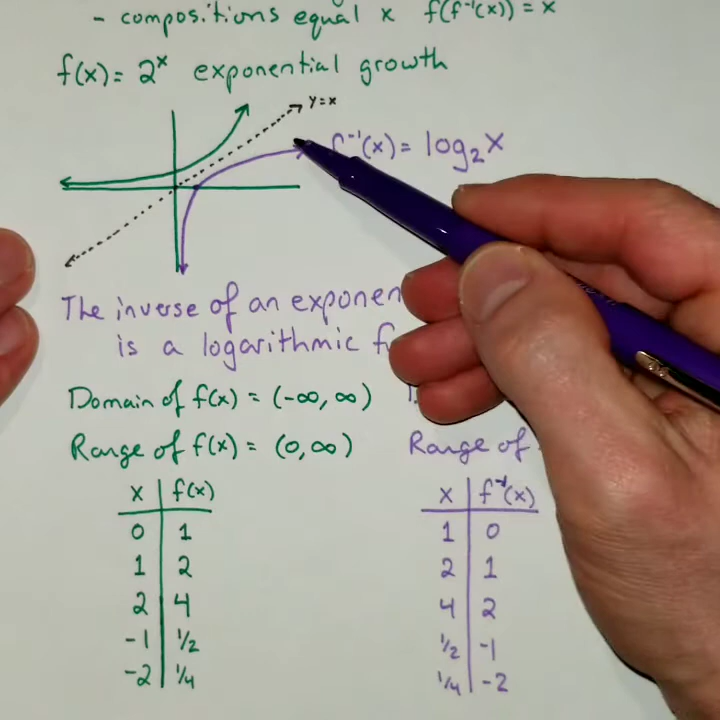 - compositions equal x f(f⁻¹(x)) = x
f(x) = 2ˣ exponential growth
y=x
f⁻¹(x) = log₂x
The inverse of an exponen
is a logarithmic f
Domain of f(x) = (-∞, ∞)
Range of f(x) = (0, ∞) Range of
x f(x) x f⁻¹(x)
0 1 1 0
1 2 2 1
2 4 4 2
-1 1/2 1/2 -1
-2 1/4 1/4 -2